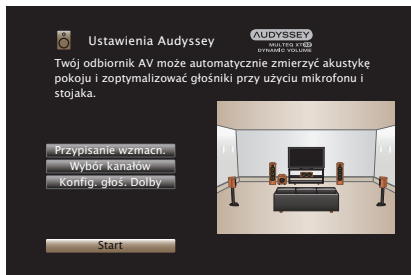 Ustawienia Audyssey
AUDYSSEY
MULTEQ XT32
DYNAMIC VOLUME
Twój odbiornik AV może automatycznie zmierzyć akustykę
pokoju i zoptymalizować głośniki przy użyciu mikrofonu i
stojaka.
Przypisanie wzmacn.
Wybór kanałów
Konfig. głoś. Dolby
Start